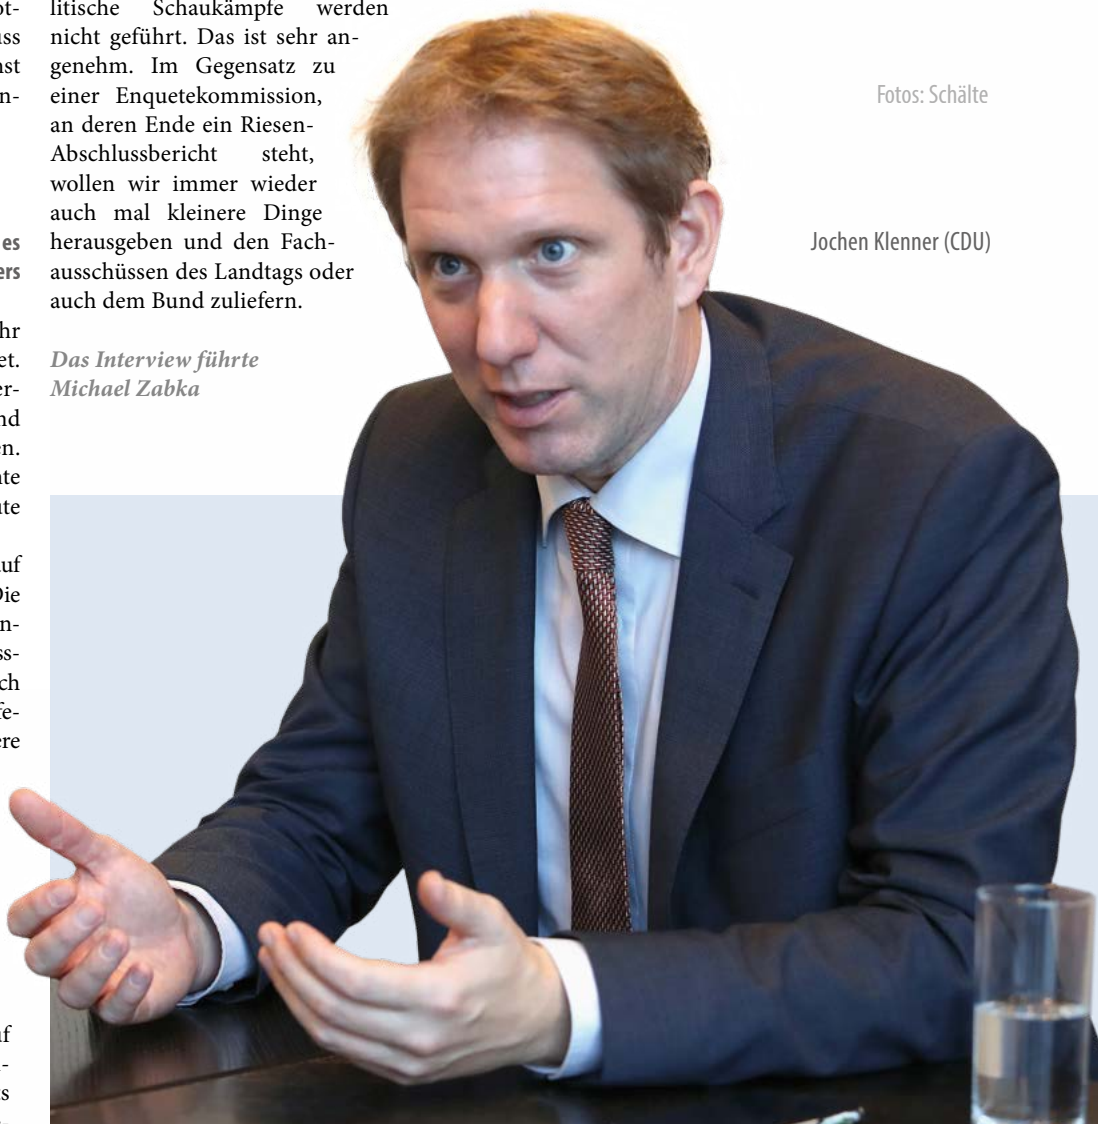 litische Schaukämpfe werden
nicht geführt. Das ist sehr an-
genehm. Im Gegensatz zu
einer Enquetekommission,
an deren Ende ein Riesen-
Abschlussbericht steht,
wollen wir immer wieder
auch mal kleinere Dinge
herausgeben und den Fach-
ausschüssen des Landtags oder
auch dem Bund zuliefern.
Das Interview führte
Michael Zabka
Fotos: Schälte
Jochen Klenner (CDU)